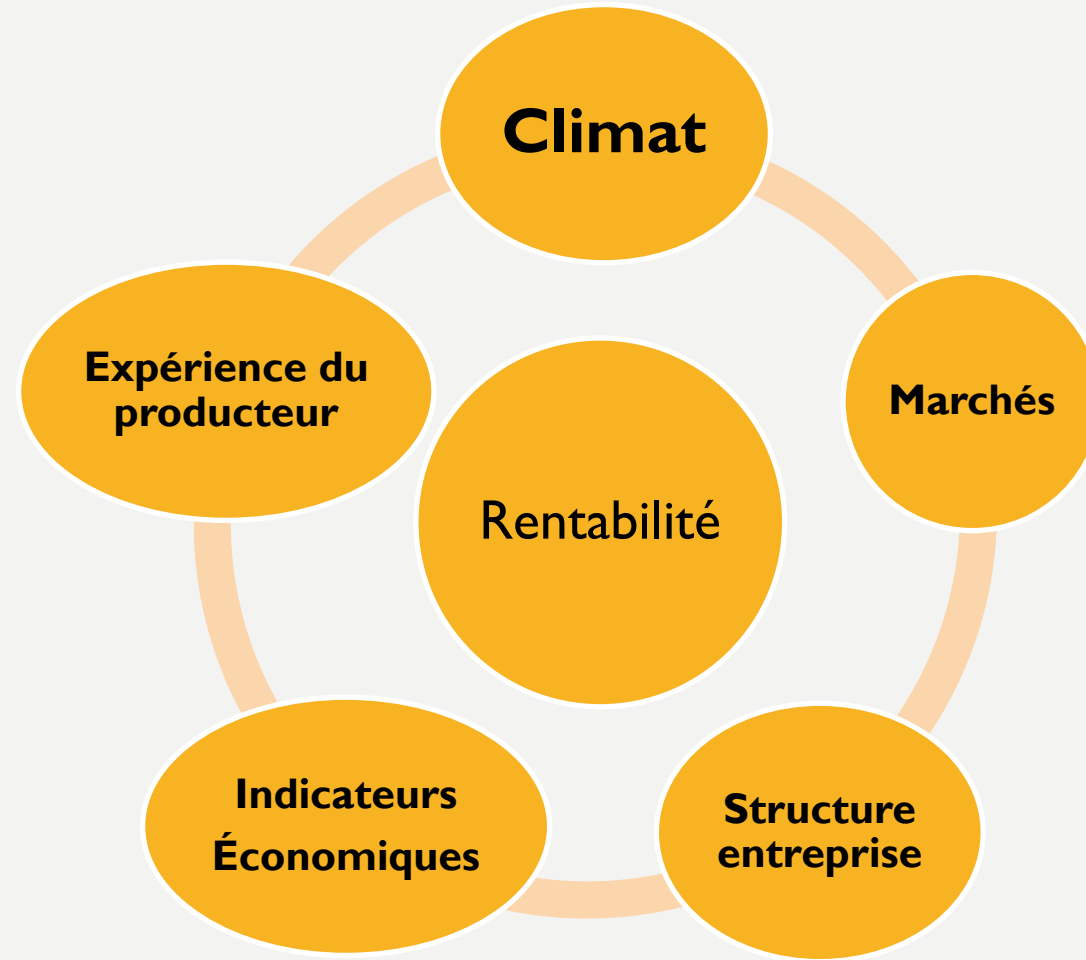 Climat
Expérience du
producteur
Marchés
Rentabilité
Indicateurs
Économiques
Structure
entreprise